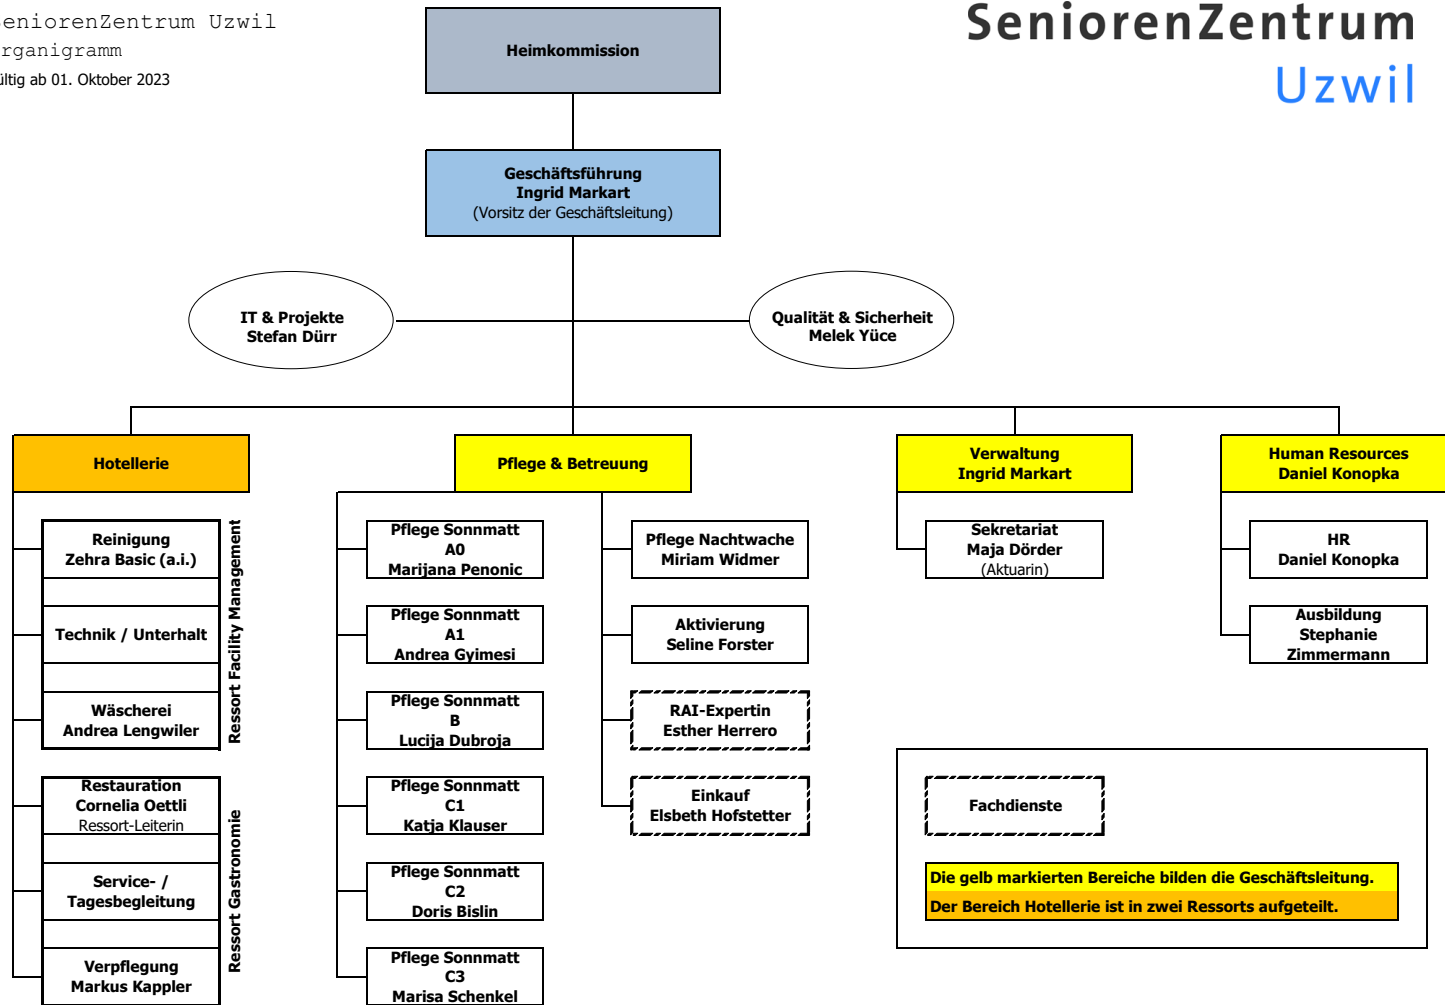 SeniorenZentrum Uzwil
rganigramm
ültig ab 01. Oktober 2023
SeniorenZentrum
Uzwil
Heimkommission
Geschäftsführung
Ingrid Markart
(Vorsitz der Geschäftsleitung)
IT & Projekte
Stefan Dürr
Qualität & Sicherheit
Melek Yüce
Hotellerie
Pflege & Betreuung
Verwaltung
Ingrid Markart
Human Resources
Daniel Konopka
Reinigung
Zehra Basic (a.i.)
Technik / Unterhalt
Wäscherei
Andrea Lengwiler
Ressort Facility Management
Restauration
Cornelia Oettli
Ressort-Leiterin
Service- /
Tagesbegleitung
Verpflegung
Markus Kappler
Ressort Gastronomie
Pflege Sonnmatt
A0
Marijana Penonic
Pflege Sonnmatt
A1
Andrea Gyimesi
Pflege Sonnmatt
B
Lucija Dubroja
Pflege Sonnmatt
C1
Katja Klauser
Pflege Sonnmatt
C2
Doris Bislin
Pflege Sonnmatt
C3
Marisa Schenkel
Pflege Nachtwache
Miriam Widmer
Aktivierung
Seline Forster
RAI-Expertin
Esther Herrero
Einkauf
Elsbeth Hofstetter
Sekretariat
Maja Dörder
(Aktuarin)
HR
Daniel Konopka
Ausbildung
Stephanie
Zimmermann
Fachdienste
Die gelb markierten Bereiche bilden die Geschäftsleitung.
Der Bereich Hotellerie ist in zwei Ressorts aufgeteilt.